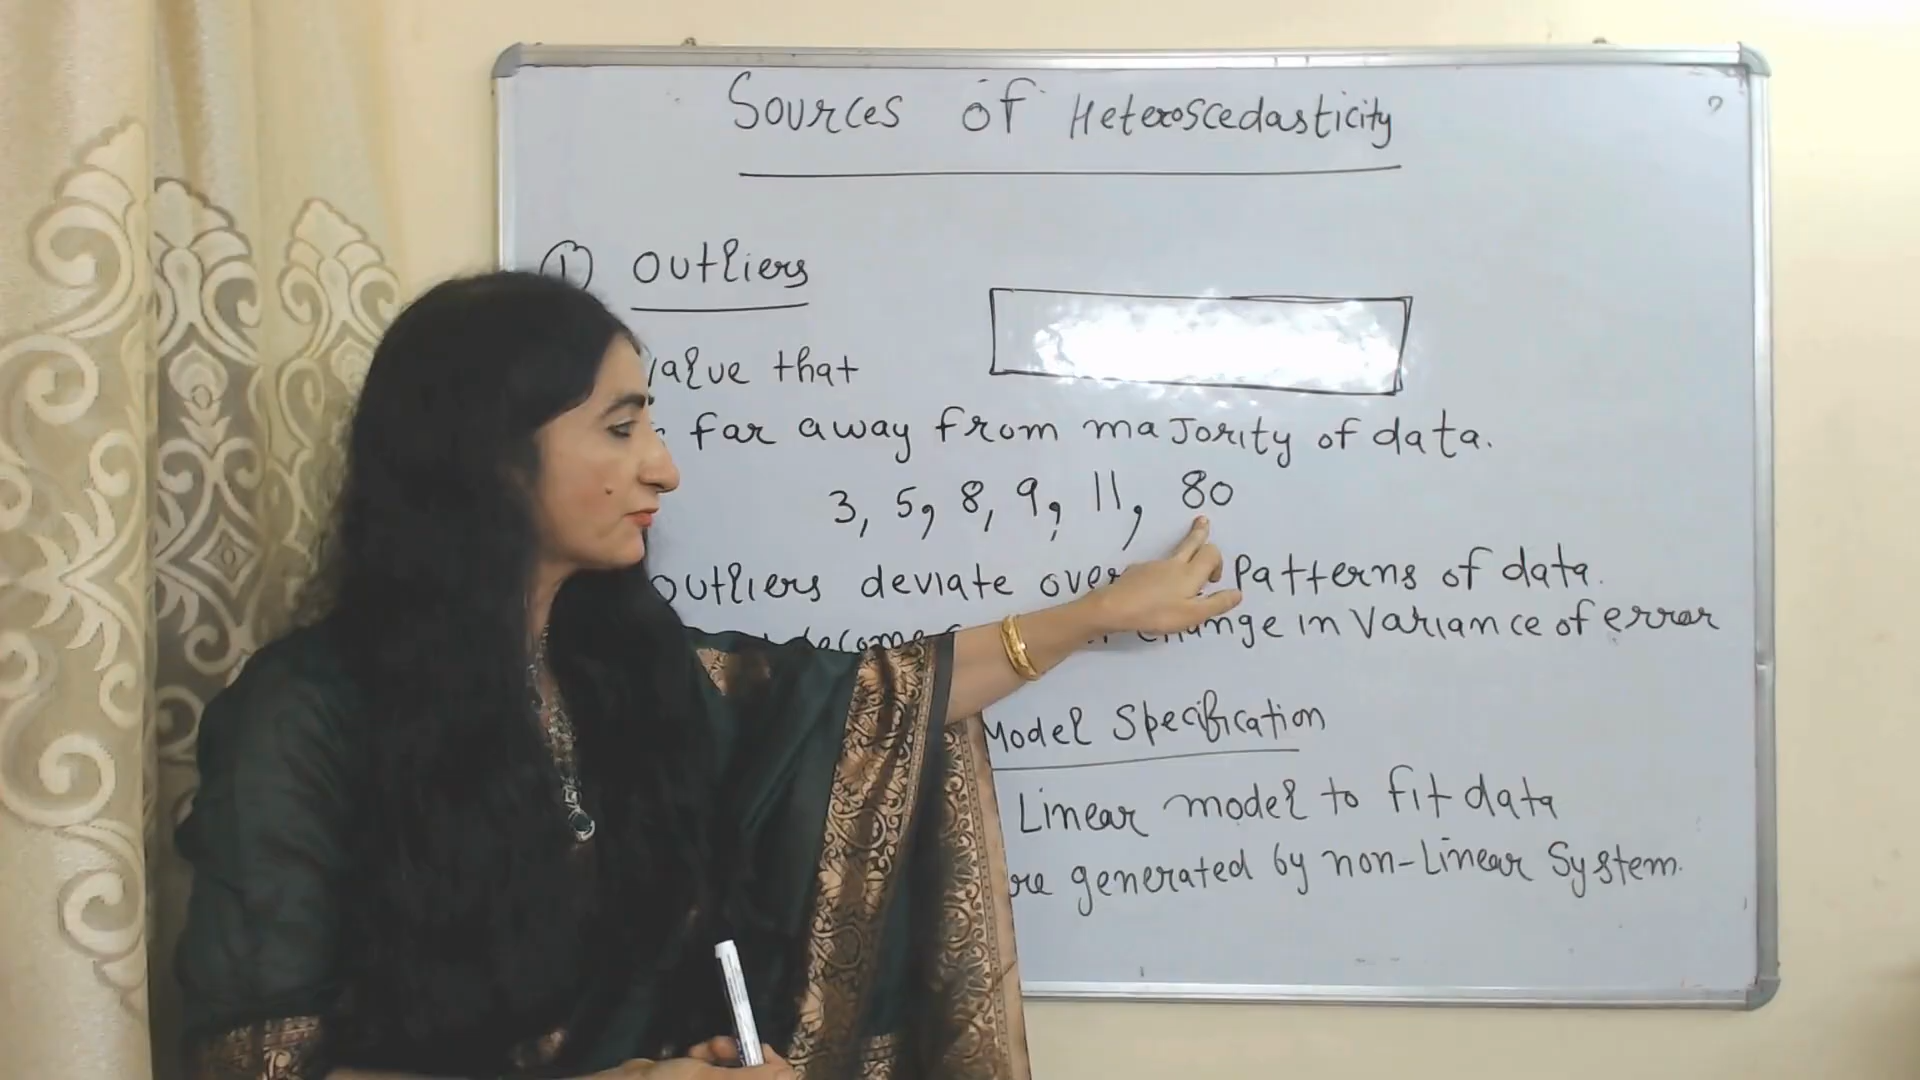 Sources of Heteroscedasticity
1 Outliers
value that
far away from majority of data.
3, 5, 8, 9, 11, 80
outliers deviate patterns of data.
change in variance of error
Model Specification
Linear model to fit data
generated by non-Linear System.